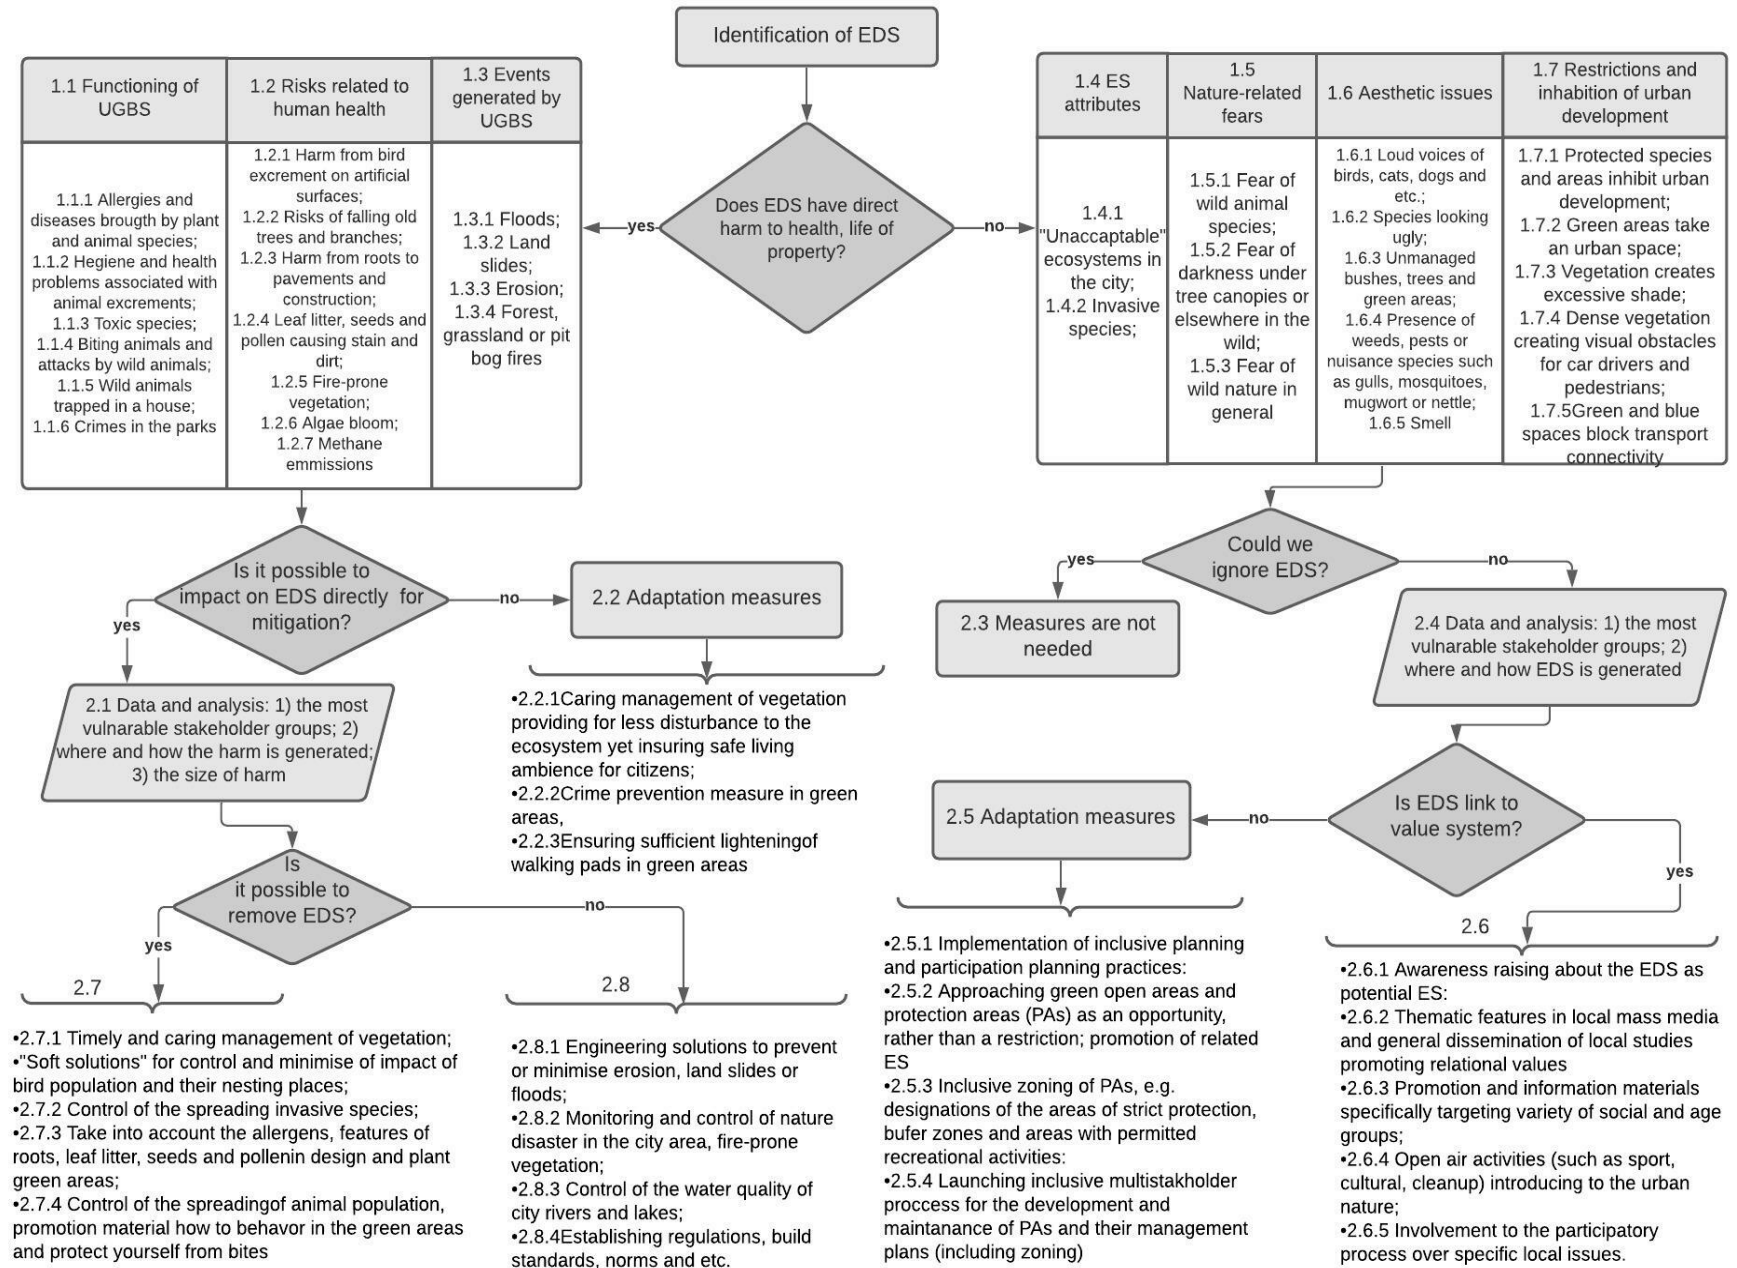 Identification of EDS
1.1 Functioning of
UGBS
1.2 Risks related to
human health
1.3 Events
generated by
UGBS
1.1.1 Allergies and
diseases brougth by plant
and animal species;
1.1.2 Hegiene and health
problems associated with
animal excrements;
1.1.3 Toxic species;
1.1.4 Biting animals and
attacks by wild animals;
1.1.5 Wild animals
trapped in a house;
1.1.6 Crimes in the parks
1.2.1 Harm from bird
excrement on artificial
surfaces;
1.2.2 Risks of falling old
trees and branches;
1.2.3 Harm from roots to
pavements and
construction;
1.2.4 Leaf litter, seeds and
pollen causing stain and
dirt;
1.2.5 Fire-prone
vegetation;
1.2.6 Algae bloom;
1.2.7 Methane
emmissions
1.3.1 Floods;
1.3.2 Land
slides;
1.3.3 Erosion;
1.3.4 Forest,
grassland or pit
bog fires
yes
Does EDS have direct
harm to health, life of
property?
no
1.4 ES
attributes
1.5
Nature-related
fears
1.6 Aesthetic issues
1.7 Restrictions and
inhabition of urban
development
1.4.1
"Unaccaptable"
ecosystems in
the city;
1.4.2 Invasive
species;
1.5.1 Fear of
wild animal
species;
1.5.2 Fear of
darkness under
tree canopies or
elsewhere in the
wild;
1.5.3 Fear of
wild nature in
general
1.6.1 Loud voices of
birds, cats, dogs and
etc.;
1.6.2 Species looking
ugly;
1.6.3 Unmanaged
bushes, trees and
green areas;
1.6.4 Presence of
weeds, pests or
nuisance species such
as gulls, mosquitoes,
mugwort or nettle;
1.6.5 Smell
1.7.1 Protected species
and areas inhibit urban
development;
1.7.2 Green areas take
an urban space;
1.7.3 Vegetation creates
excessive shade;
1.7.4 Dense vegetation
creating visual obstacles
for car drivers and
pedestrians;
1.7.5Green and blue
spaces block transport
connectivity
Is it possible to
impact on EDS directly for
mitigation?
yes
no
2.2 Adaptation measures
•2.2.1Caring management of vegetation
providing for less disturbance to the
ecosystem yet insuring safe living
ambience for citizens;
•2.2.2Crime prevention measure in green
areas,
•2.2.3Ensuring sufficient lighteningof
walking pads in green areas
2.1 Data and analysis: 1) the most
vulnarable stakeholder groups; 2)
where and how the harm is generated;
3) the size of harm
Is
it possible to
remove EDS?
yes
no
2.7
•2.7.1 Timely and caring management of vegetation;
•"Soft solutions" for control and minimise of impact of
bird population and their nesting places;
•2.7.2 Control of the spreading invasive species;
•2.7.3 Take into account the allergens, features of
roots, leaf litter, seeds and pollenin design and plant
green areas;
•2.7.4 Control of the spreadingof animal population,
promotion material how to behavor in the green areas
and protect yourself from bites
2.8
•2.8.1 Engineering solutions to prevent
or minimise erosion, land slides or
floods;
•2.8.2 Monitoring and control of nature
disaster in the city area, fire-prone
vegetation;
•2.8.3 Control of the water quality of
city rivers and lakes;
•2.8.4Establishing regulations, build
standards, norms and etc.
Could we
ignore EDS?
yes
no
2.3 Measures are not
needed
2.4 Data and analysis: 1) the most
vulnarable stakeholder groups; 2)
where and how EDS is generated
Is EDS link to
value system?
no
yes
2.5 Adaptation measures
•2.5.1 Implementation of inclusive planning
and participation planning practices:
•2.5.2 Approaching green open areas and
protection areas (PAs) as an opportunity,
rather than a restriction; promotion of related
ES
•2.5.3 Inclusive zoning of PAs, e.g.
designations of the areas of strict protection,
bufer zones and areas with permitted
recreational activities:
•2.5.4 Launching inclusive multistakholder
proccess for the development and
maintanance of PAs and their management
plans (including zoning)
2.6
•2.6.1 Awareness raising about the EDS as
potential ES:
•2.6.2 Thematic features in local mass media
and general dissemination of local studies
promoting relational values
•2.6.3 Promotion and information materials
specifically targeting variety of social and age
groups;
•2.6.4 Open air activities (such as sport,
cultural, cleanup) introducing to the urban
nature;
•2.6.5 Involvement to the participatory
process over specific local issues.